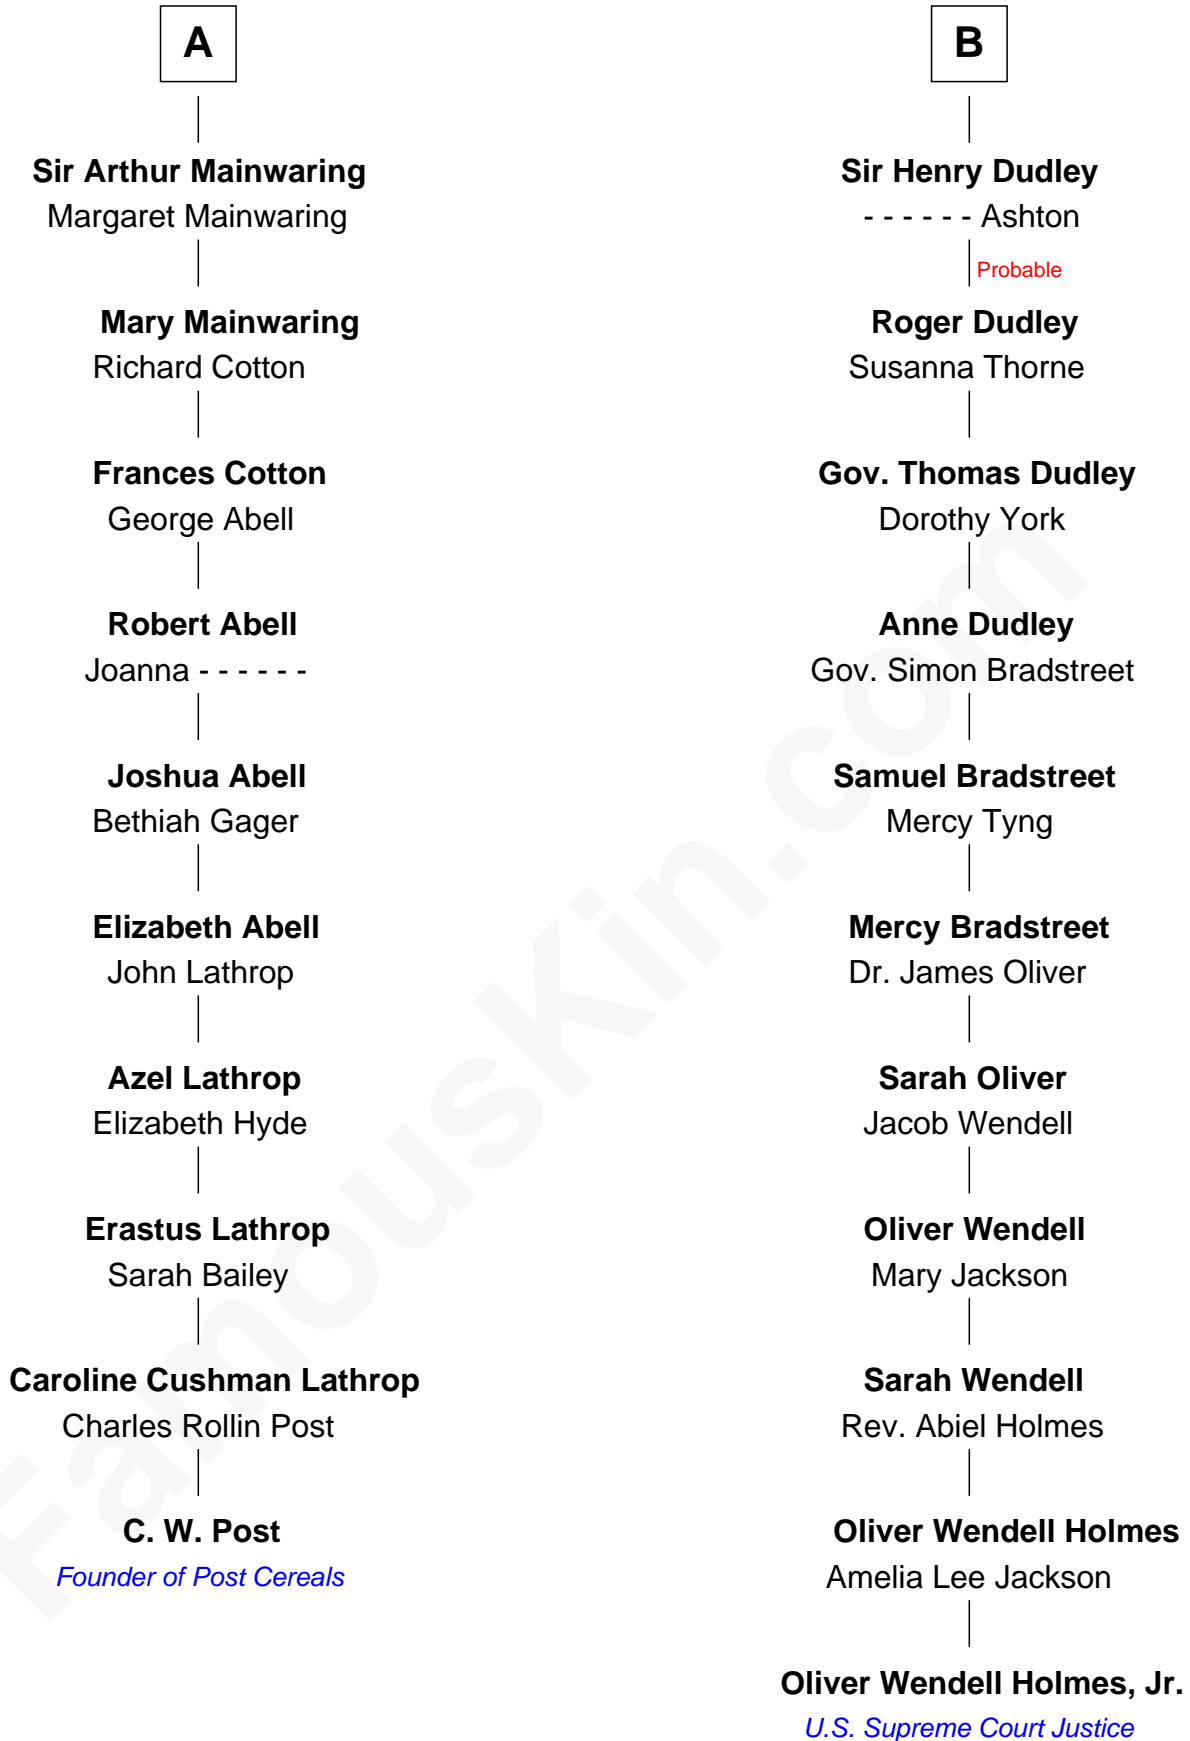 A
Sir Arthur Mainwaring
Margaret Mainwaring
Mary Mainwaring
Richard Cotton
Frances Cotton
George Abell
Robert Abell
Joanna - - - - - -
Joshua Abell
Bethiah Gager
Elizabeth Abell
John Lathrop
Azel Lathrop
Elizabeth Hyde
Erastus Lathrop
Sarah Bailey
Caroline Cushman Lathrop
Charles Rollin Post
C. W. Post
Founder of Post Cereals
B
Sir Henry Dudley
- - - - - - Ashton
Probable
Roger Dudley
Susanna Thorne
Gov. Thomas Dudley
Dorothy York
Anne Dudley
Gov. Simon Bradstreet
Samuel Bradstreet
Mercy Tyng
Mercy Bradstreet
Dr. James Oliver
Sarah Oliver
Jacob Wendell
Oliver Wendell
Mary Jackson
Sarah Wendell
Rev. Abiel Holmes
Oliver Wendell Holmes
Amelia Lee Jackson
Oliver Wendell Holmes, Jr.
U.S. Supreme Court Justice
FamousKin.com